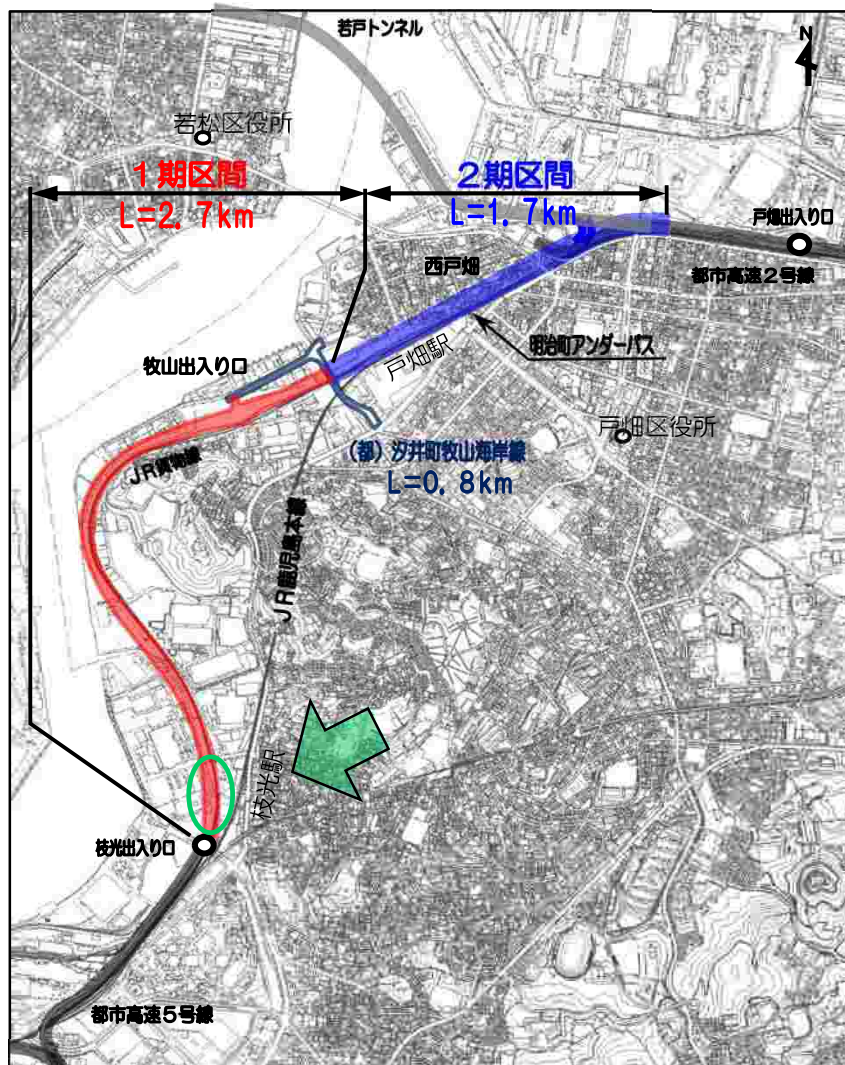 若戸トンネル
N
若松区役所
1期区間
L=2.7km
2期区間
L=1.7km
戸畑出入り口
都市高速2号線
西戸畑
明治町アンダーパス
戸畑駅
牧山出入り口
戸畑区役所
(都)汐井町牧山海岸線
L=0.8km
JR貨物線
JR鹿児島本線
枝光駅
枝光出入り口
都市高速5号線